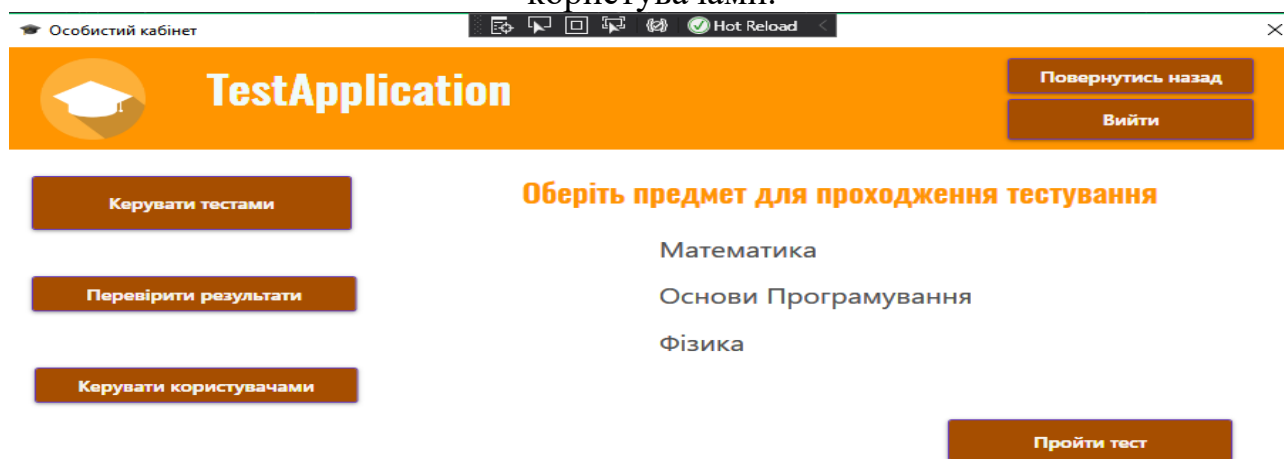 користувачами.
Особистий кабінет
Hot Reload
TestApplication
Повернутись назад
Вийти
Керувати тестами
Оберіть предмет для проходження тестування
Математика
Перевірити результати
Основи Програмування
Фізика
Керувати користувачами
Пройти тест